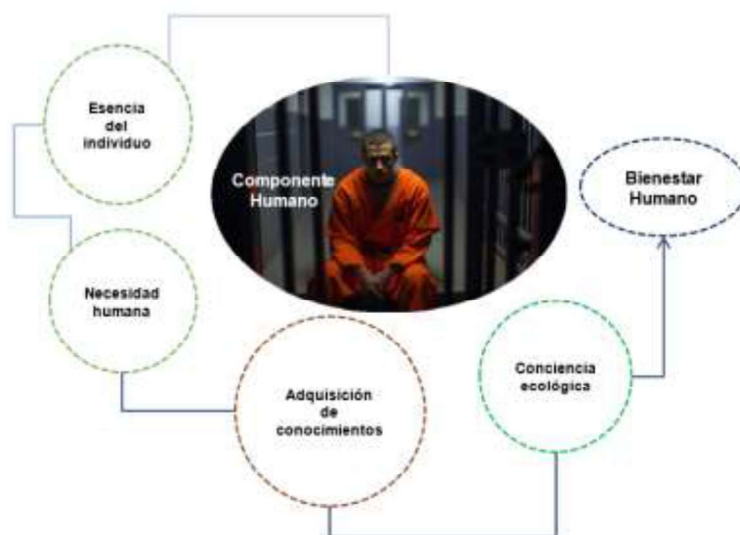 Esencia
del
individuo
Componente
Humano
Bienestar
Humano
Necesidad
humana
Adquisición
de
conocimientos
Conciencia
ecológica